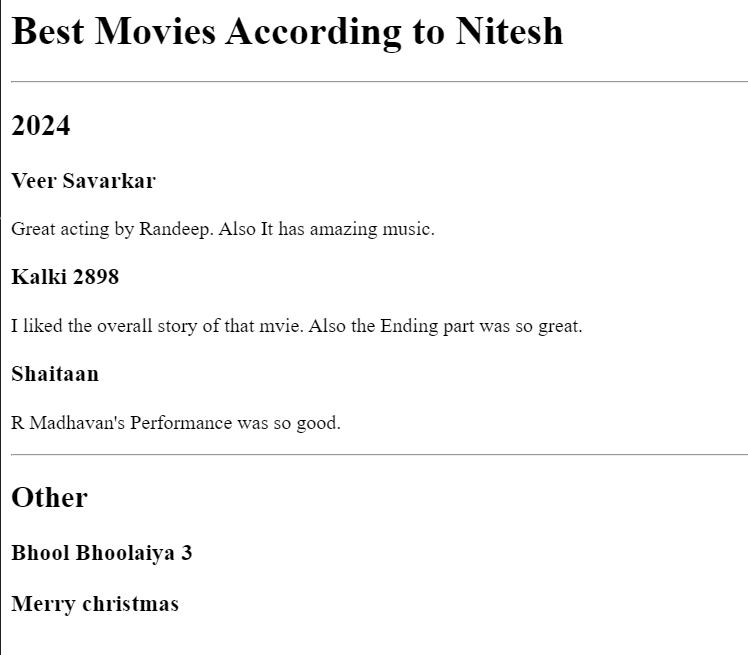 Best Movies According to Nitesh
2024
Veer Savarkar
Great acting by Randeep. Also It has amazing music.
Kalki 2898
I liked the overall story of that mvie. Also the Ending part was so great.
Shaitaan
R Madhavan's Performance was so good.
Other
Bhool Bhoolaiya 3
Merry christmas